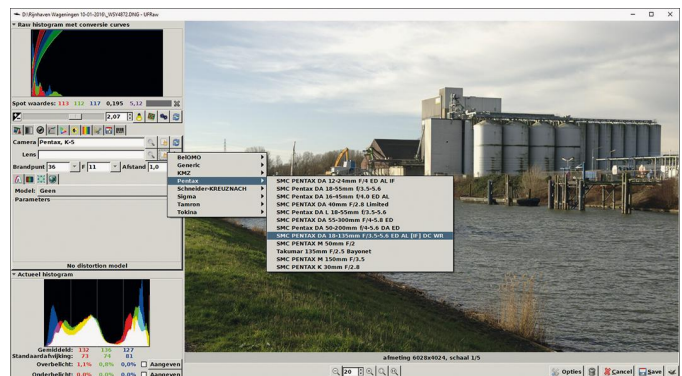 D:\Rijnhaven Wageningen 10-01-2016\_WSY4872.DNG - UFRaw
Raw histogram met conversie curves
Spot waardes: 113 112 117 0,195 5,12
2,07
Camera Pentax, K-5
Lens
Brandpunt 36 F 11 Afstand 1,0
Model: Geen
Parameters
No distortion model
BelOMO
Generic
KMZ
Pentax
Schneider-KREUZNACH
Sigma
Tamron
Tokina
SMC PENTAX DA 12-24mm F/4 ED AL IF
SMC Pentax DA 18-55mm f/3.5-5.6
SMC Pentax DA 16-45mm f/4.0 ED AL
SMC PENTAX DA 40mm F/2.8 Limited
SMC Pentax DA L 18-55mm f/3.5-5.6
SMC PENTAX DA 55-300mm F/4-5.8 ED
SMC Pentax DA 50-200mm f/4-5.6 DA ED
SMC PENTAX DA 18-135mm F/3.5-5.6 ED AL [IF] DC WR
SMC PENTAX M 50mm F/2
Takumar 135mm F/2.5 Bayonet
SMC PENTAX M 150mm F/3.5
SMC PENTAX K 30mm F/2.8
Actueel histogram
Gemiddeld: 132 136 127
Standaardafwijking: 73 74 81
Overbelicht: 1,1% 0,0% 0,0% Aangeven
Onderbelicht: 0,0% 0,0% 0,0% Aangeven
afmeting 6028x4024, schaal 1/5
20
Opties
Cancel
Save